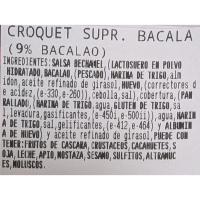 CROQUET SUPR. BACALA
(9% BACALAO)
INGREDIENTES:SALSA BECHAMEL,(LACTOSUERO EN POLVO
HIDRATADO,BACALAO,(PESCADO),HARINA DE TRIGO,alm
idon,aceite refinado de girasol,HUEVO,(correctores d
e acidez,(e-330,e-260)),cebolla,sal),cobertura,(PAN
RALLADO),(HARINA DE TRIGO,agua,GLUTEN DE TRIGO,sa
l,levadura,gasificantes),(e-450i,e-500ii)),agua,HARIN
A DE TRIGO,sal,gelificantes,(e-412,e-464) y ALBUMIN
A DE HUEVO) y aceite refinado de girasol. PUEDE CON
TENER:FRUTOS DE CASCARA,CRUSTACEOS,CACAHUETES,S
OJA,LECHE,APIO,MOSTAZA,SESAMO,SULFITOS,ALTRAMUC
ES,MOLUSCOS.